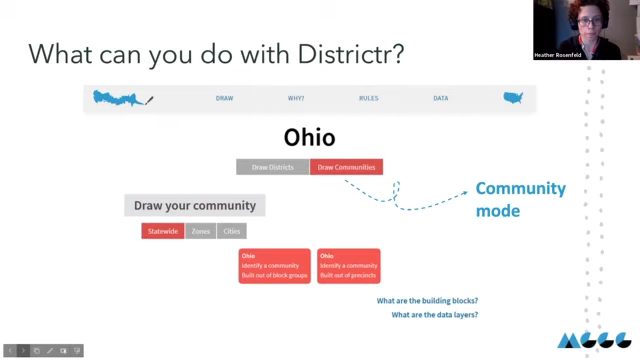 What can you do with Districtr?
Heather Rosenfeld
DRAW WHY? RULES DATA
Ohio
Draw Districts Draw Communities
Community
mode
Draw your community
Statewide Zones Cities
Ohio
Identify a community
Built out of block groups
Ohio
Identify a community
Built out of precincts
What are the building blocks?
What are the data layers?
MGGG